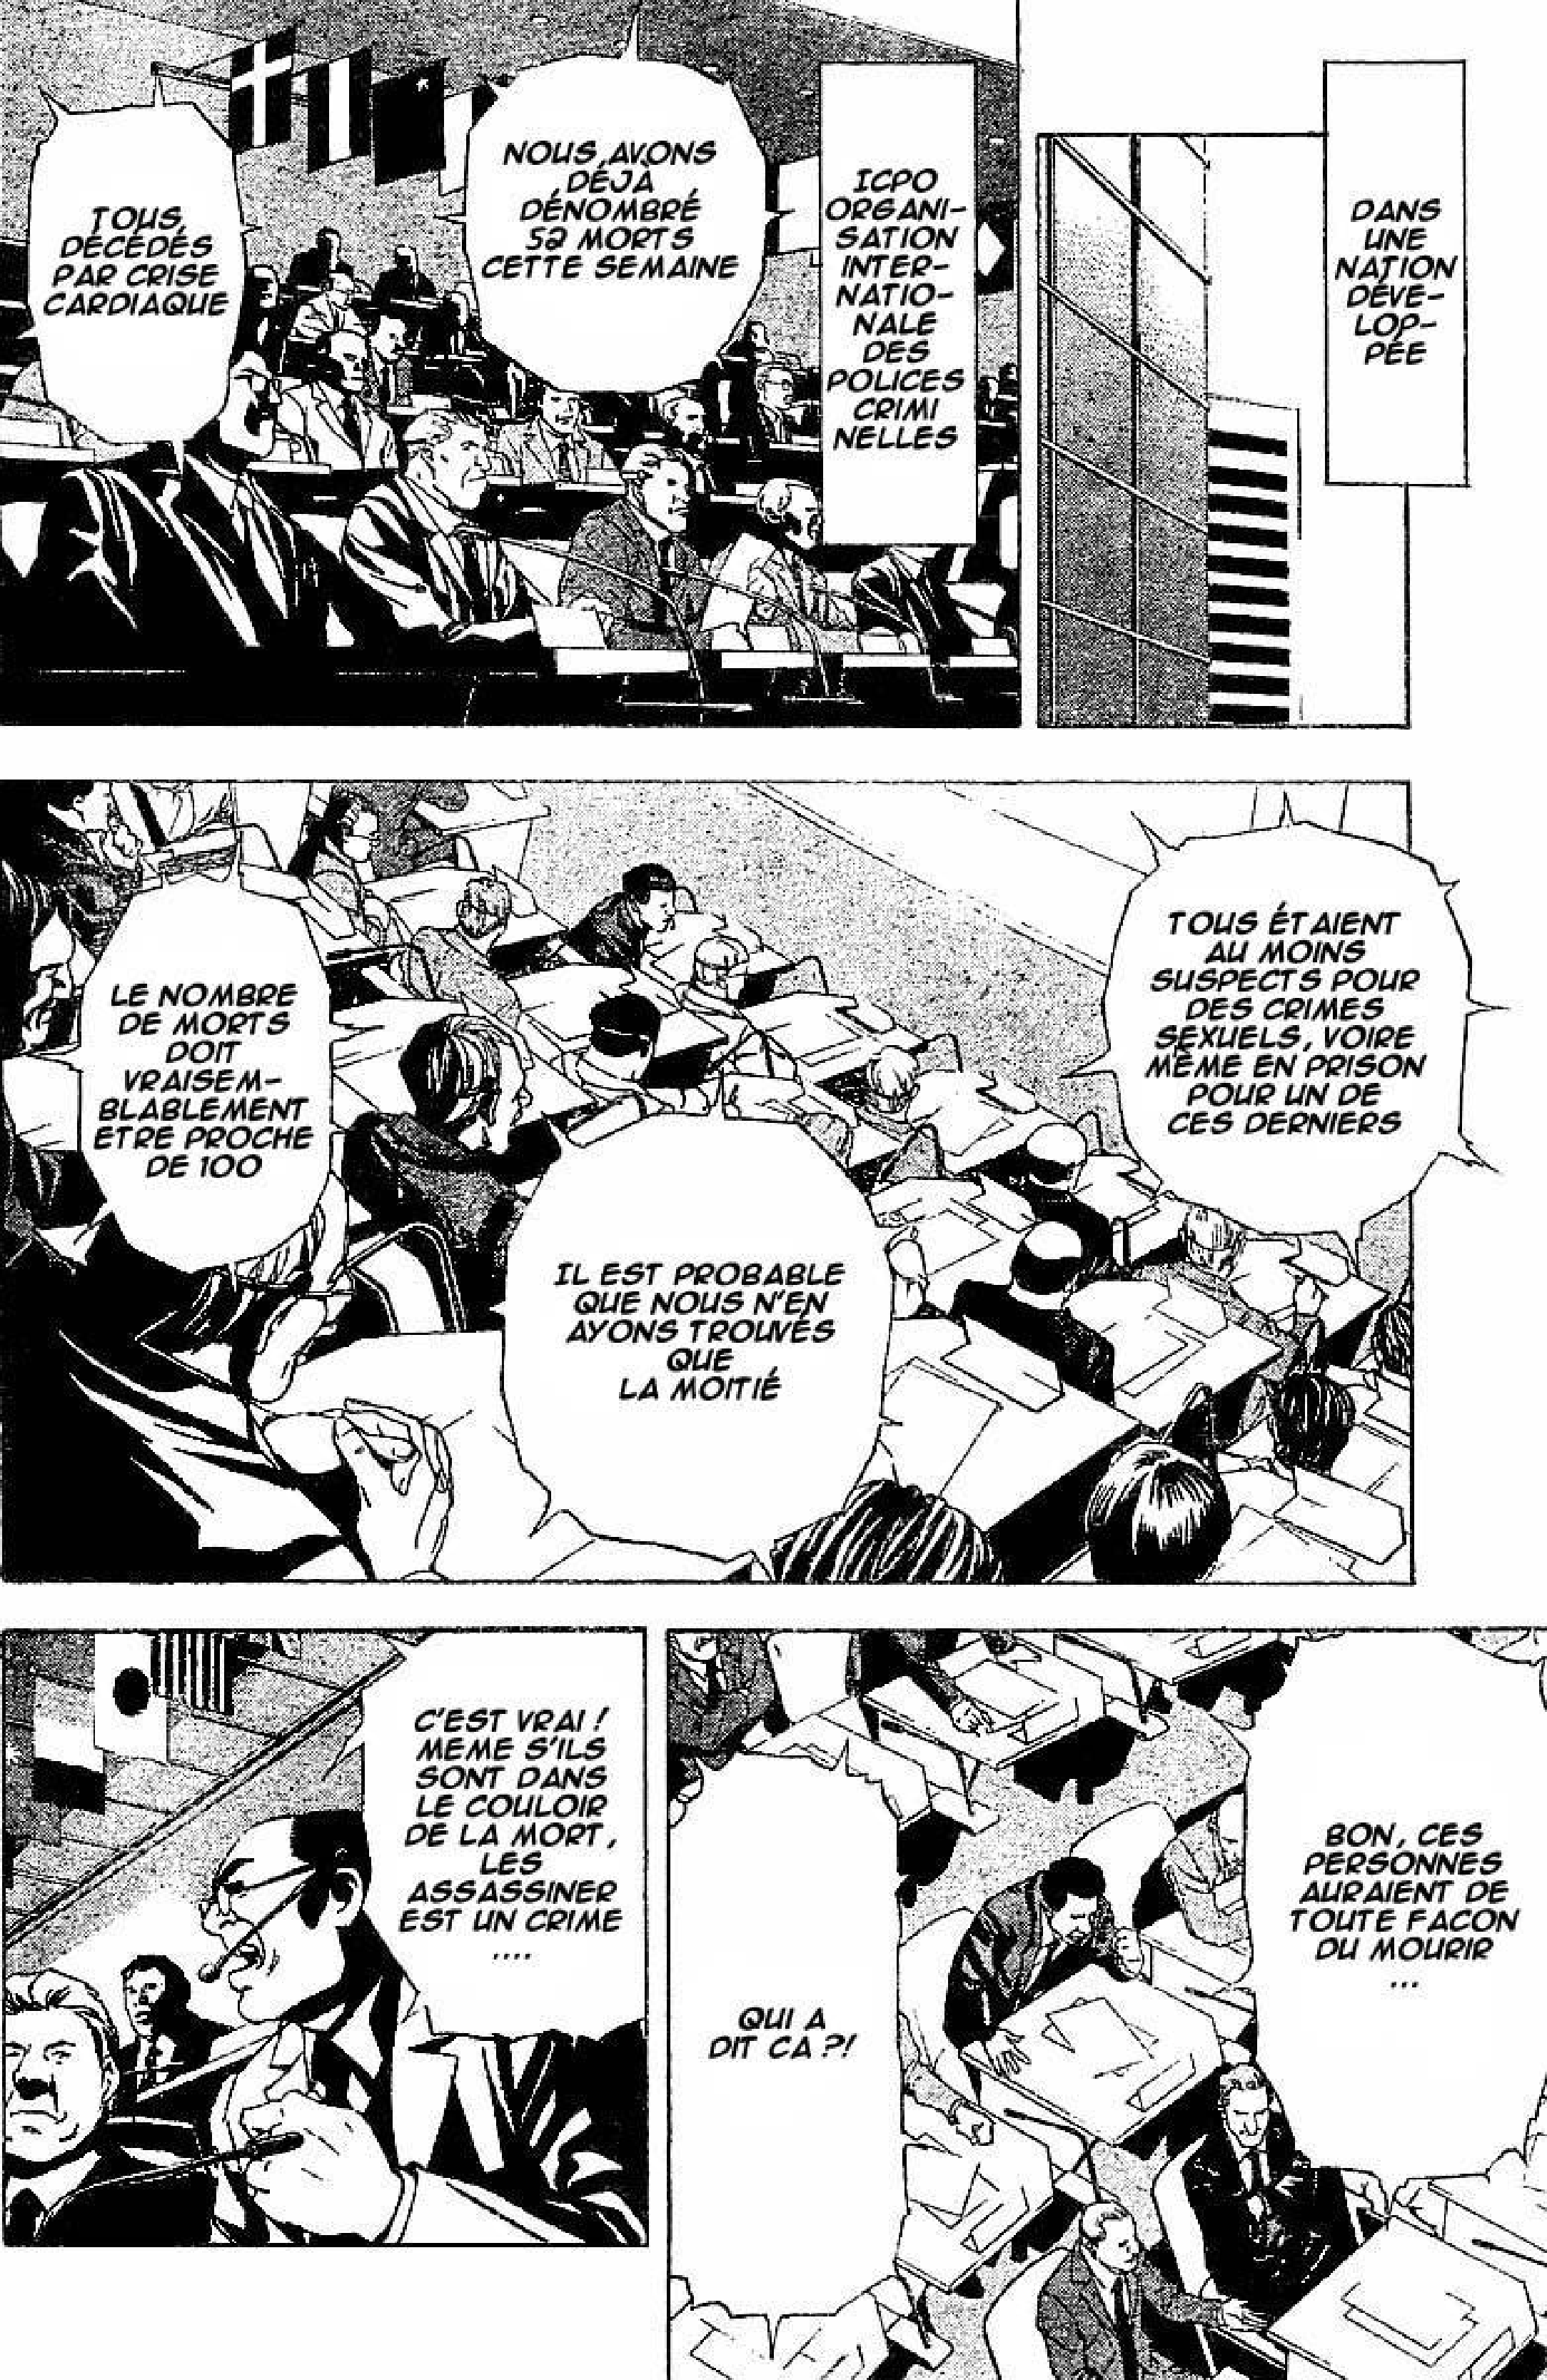 DANS
UNE
NATION
DÉVE-
LOP-
PÉE
ICPO
ORGANI-
SATION
INTER-
NATIO-
NALE
DES
POLICES
CRIMI
NELLES
NOUS AVONS
DÉJÀ
DÉNOMBRÉ
52 MORTS
CETTE SEMAINE
TOUS
DÉCÉDÉS
PAR CRISE
CARDIAQUE
TOUS ÉTAIENT
AU MOINS
SUSPECTS POUR
DES CRIMES
SEXUELS, VOIRE
MÊME EN PRISON
POUR UN DE
CES DERNIERS
IL EST PROBABLE
QUE NOUS N'EN
AYONS TROUVÉS
QUE
LA MOITIÉ
LE NOMBRE
DE MORTS
DOIT
VRAISEM-
BLABLEMENT
ETRE PROCHE
DE 100
BON, CES
PERSONNES
AURAIENT DE
TOUTE FACON
DU MOURIR
...
QUI A
DIT CA ?!
C'EST VRAI !
MEME S'ILS
SONT DANS
LE COULOIR
DE LA MORT,
LES
ASSASSINER
EST UN CRIME
....